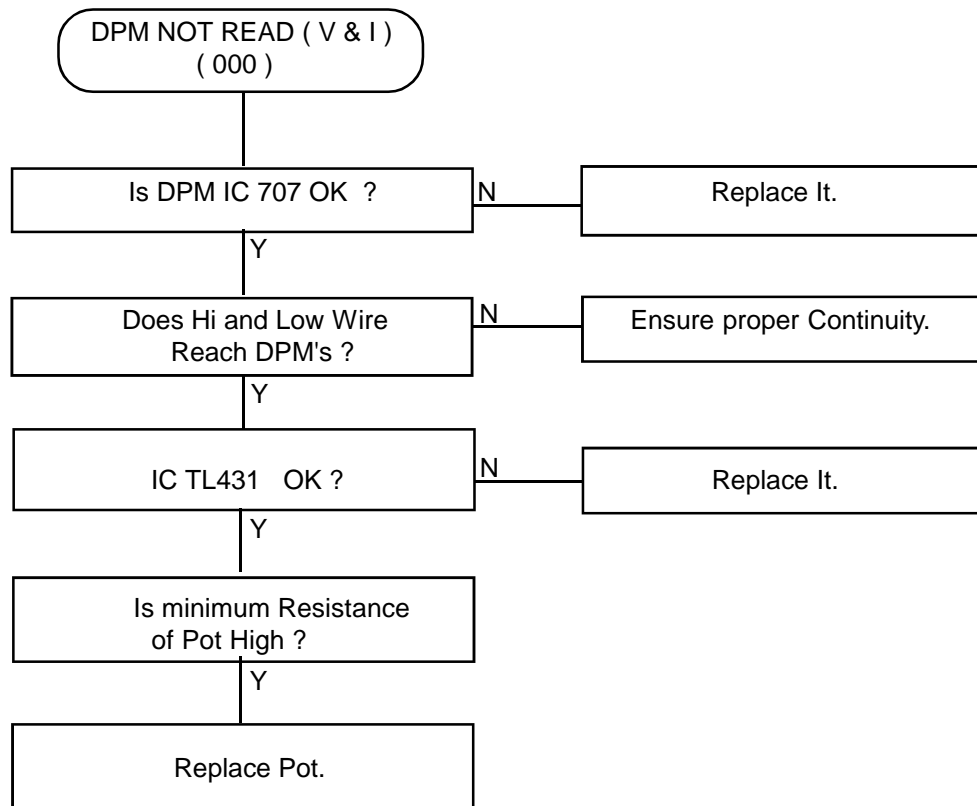 DPM NOT READ ( V & I )
( 000 )
Is DPM IC 707 OK ?
N
Replace It.
Y
Does Hi and Low Wire
Reach DPM's ?
N
Ensure proper Continuity.
Y
IC TL431 OK ?
N
Replace It.
Y
Is minimum Resistance
of Pot High ?
Y
Replace Pot.